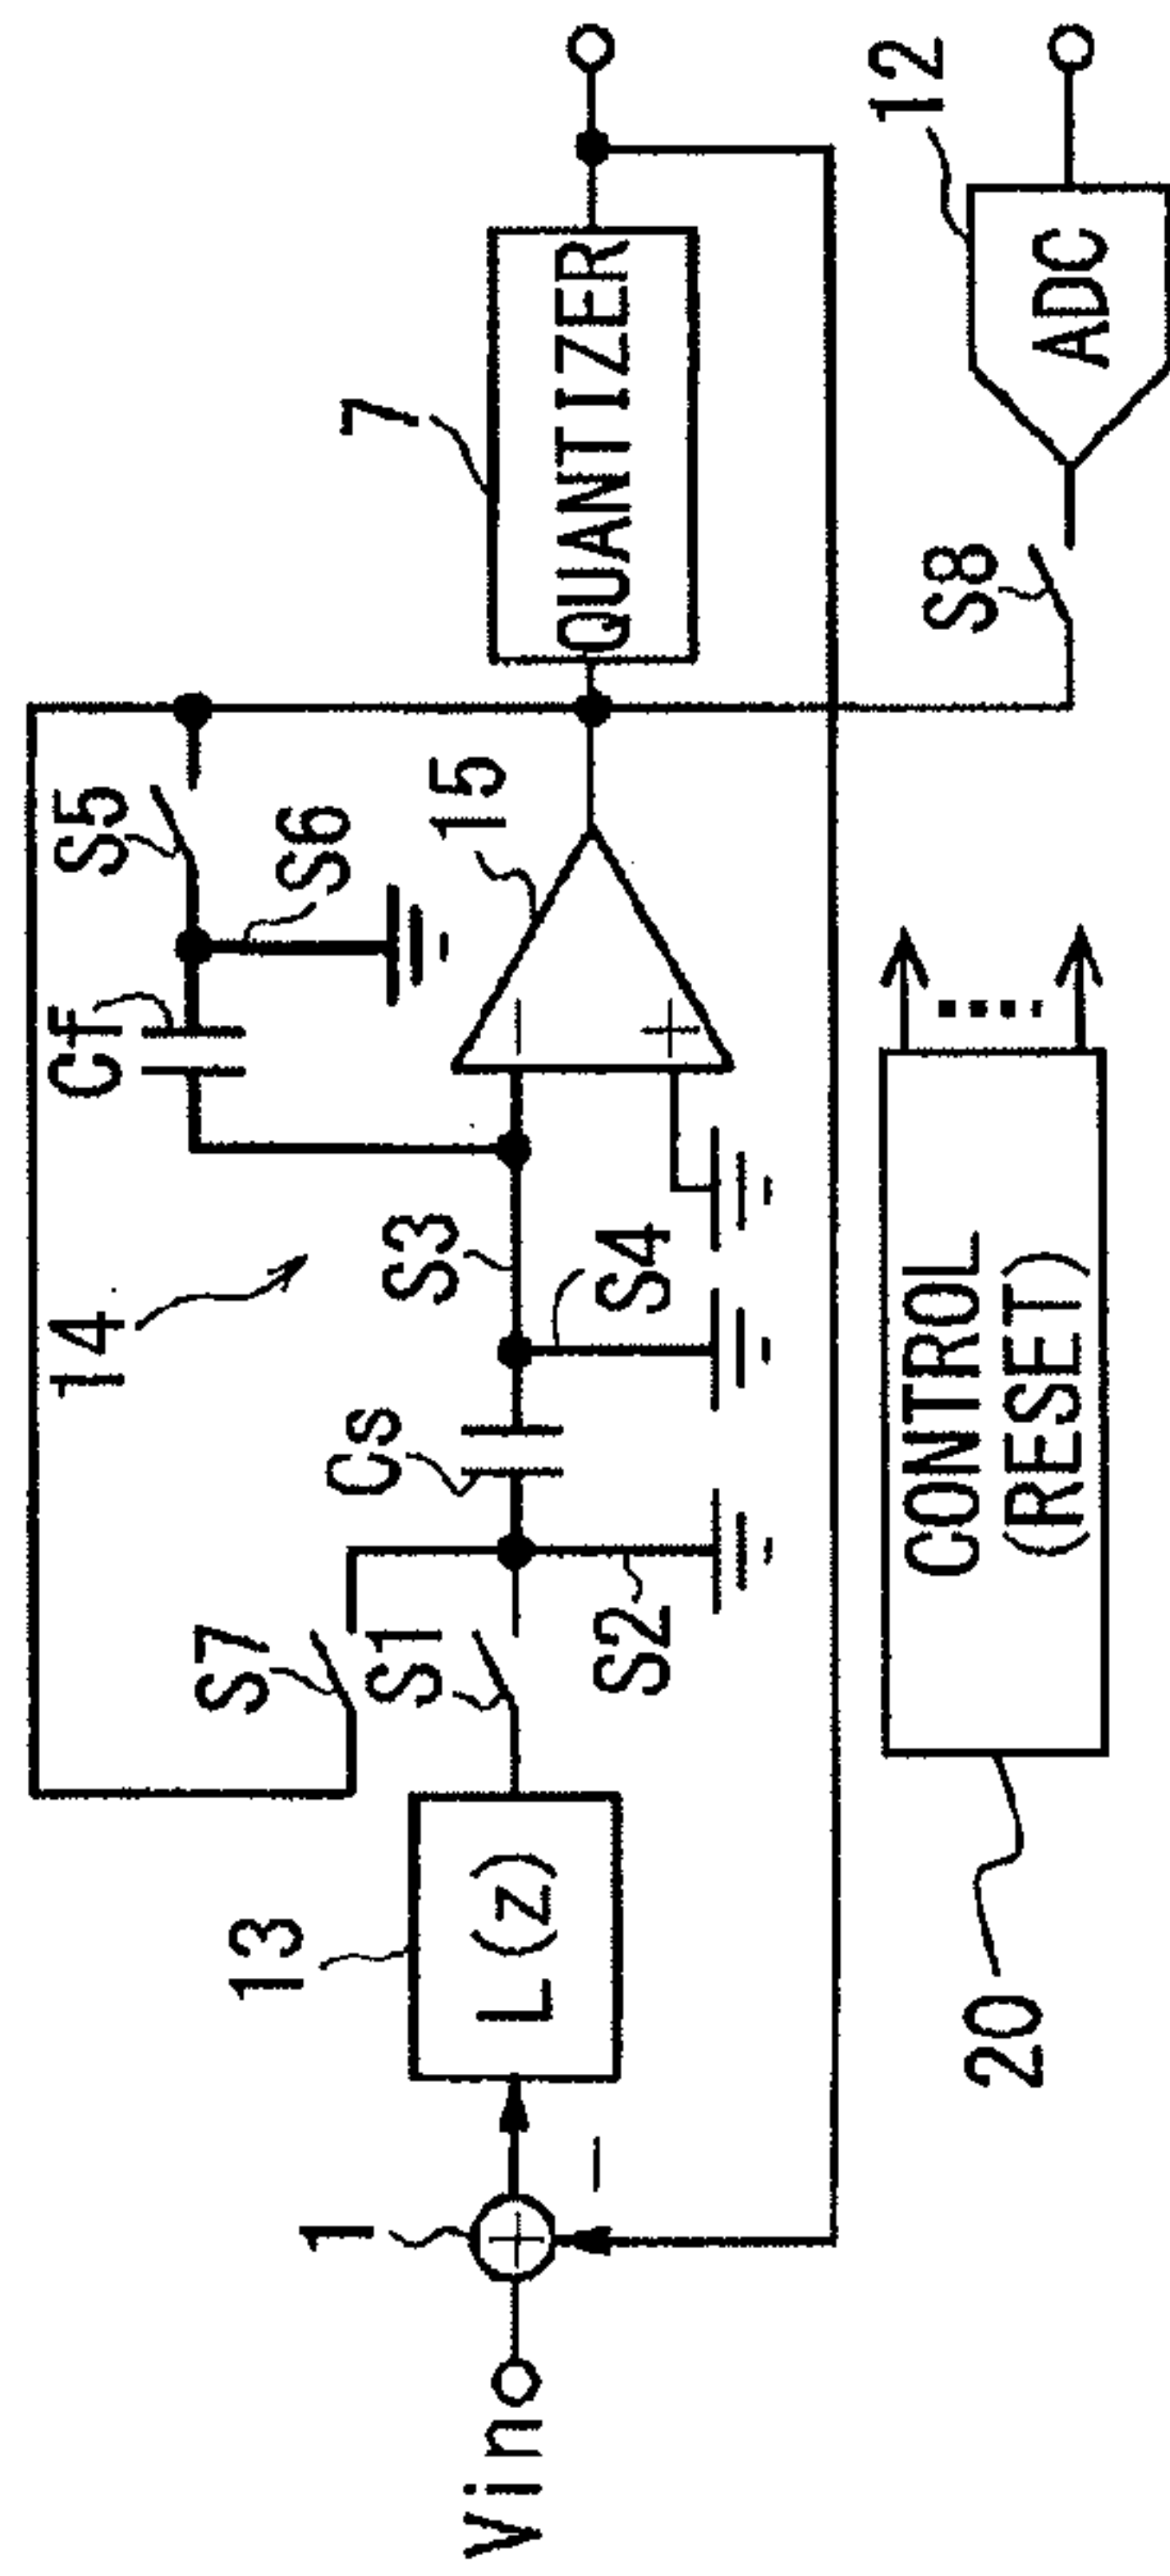 14
Cf
S5
S6
S7
Cs
S3
15
7
QUANTIZER
13
S1
L(z)
1
Vin
−
+
−
S2
S4
S8
12
ADC
CONTROL
(RESET)
20